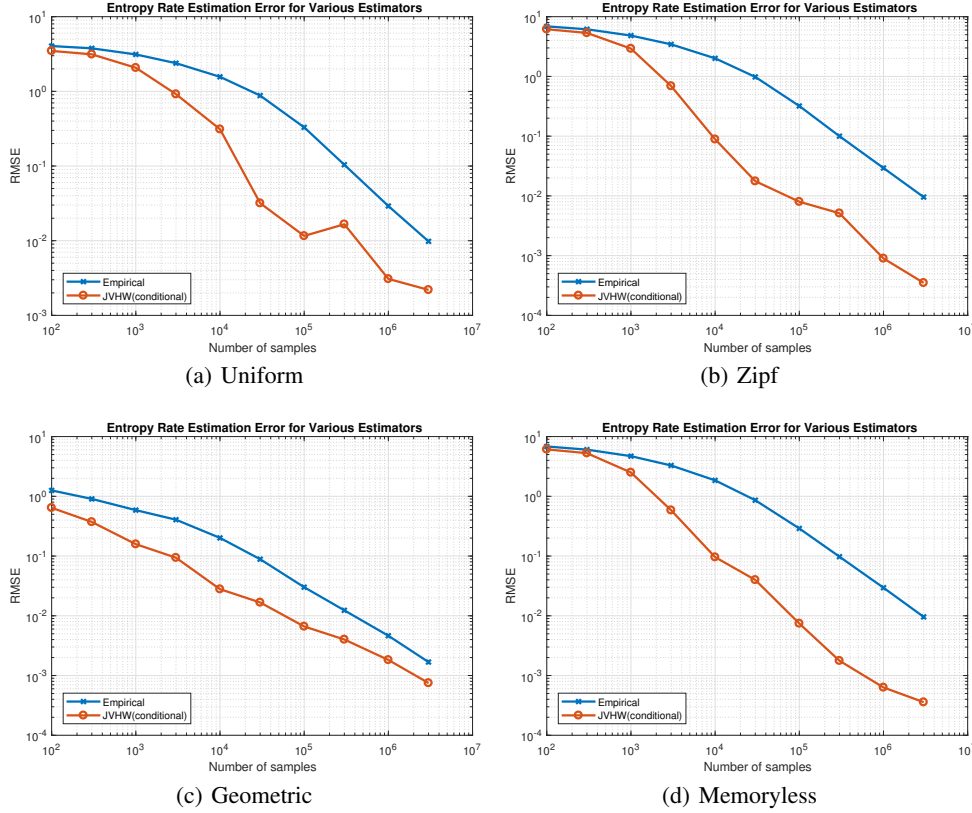 Entropy Rate Estimation Error for Various Estimators
10^1
10^0
10^-1
10^-2
10^-3
RMSE
Empirical
JVHW(conditional)
10^2 10^3 10^4 10^5 10^6 10^7
Number of samples
(a) Uniform
Entropy Rate Estimation Error for Various Estimators
10^1
10^0
10^-1
10^-2
10^-3
10^-4
RMSE
Empirical
JVHW(conditional)
10^2 10^3 10^4 10^5 10^6 10^7
Number of samples
(b) Zipf
Entropy Rate Estimation Error for Various Estimators
10^1
10^0
10^-1
10^-2
10^-3
10^-4
RMSE
Empirical
JVHW(conditional)
10^2 10^3 10^4 10^5 10^6 10^7
Number of samples
(c) Geometric
Entropy Rate Estimation Error for Various Estimators
10^1
10^0
10^-1
10^-2
10^-3
10^-4
RMSE
Empirical
JVHW(conditional)
10^2 10^3 10^4 10^5 10^6 10^7
Number of samples
(d) Memoryless